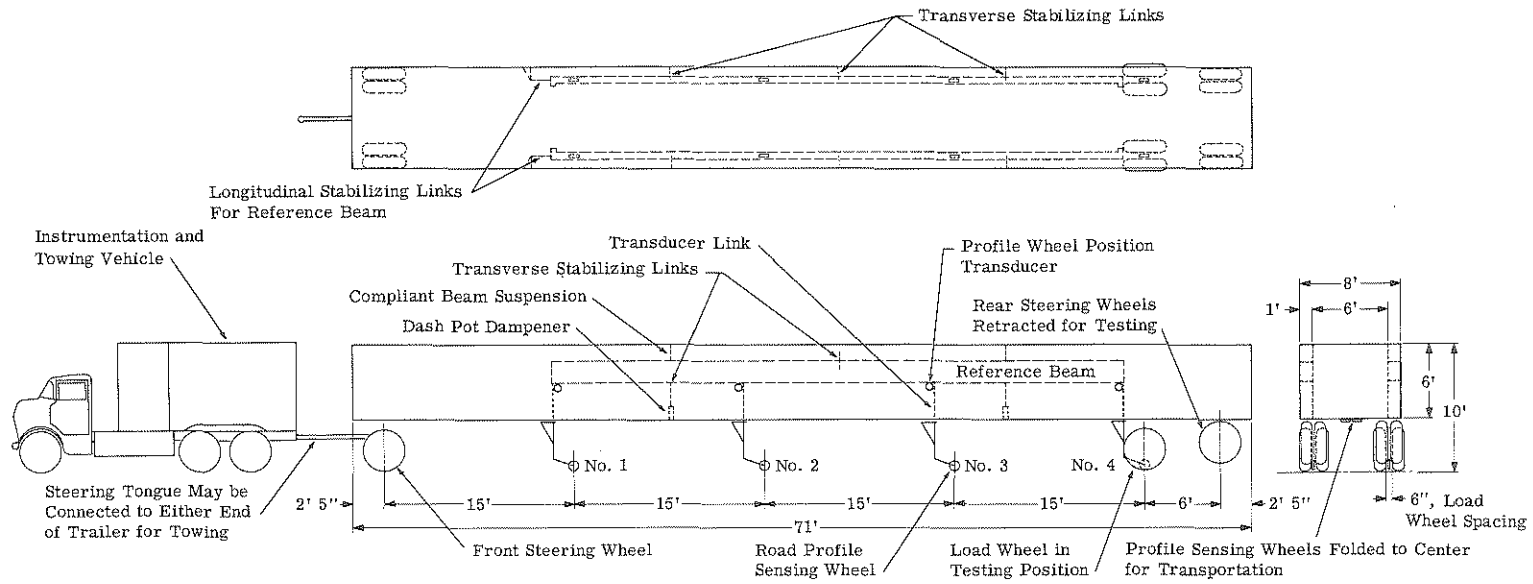 Transverse Stabilizing Links
Longitudinal Stabilizing Links
For Reference Beam
Instrumentation and
Towing Vehicle
Transducer Link
Transverse Stabilizing Links
Compliant Beam Suspension
Dash Pot Dampener
Profile Wheel Position
Transducer
Rear Steering Wheels
Retracted for Testing
Reference Beam
8'
1'
6'
6'
10'
No. 1
No. 2
No. 3
No. 4
Steering Tongue May be
Connected to Either End
of Trailer for Towing
2' 5"
15'
15'
15'
15'
6'
2' 5"
71'
6", Load
Wheel Spacing
Front Steering Wheel
Road Profile
Sensing Wheel
Load Wheel in
Testing Position
Profile Sensing Wheels Folded to Center
for Transportation